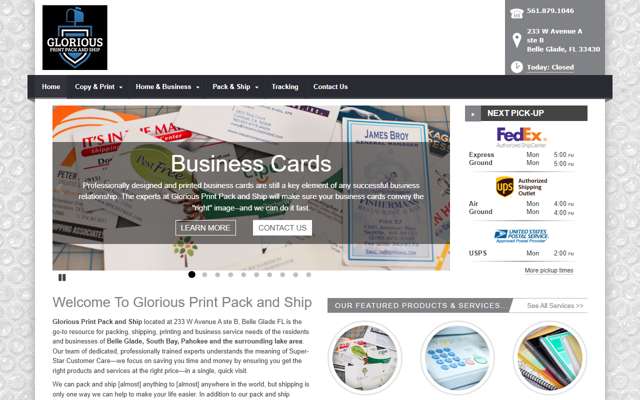 GLORIOUS
PRINT PACK AND SHIP
561.879.1046
233 W Avenue A
ste B
Belle Glade, FL 33430
Today: Closed
Home
Copy & Print
Home & Business
Pack & Ship
Tracking
Contact Us
IT'S IN THE MAIL
Shipping Center
Post Free
JAMES BROY
GENERAL MANAGER
Business Cards
Professionally designed and printed business cards are still a key element of any successful business
relationship. The experts at Glorious Print Pack and Ship will make sure your business cards convey the
"right" image--and we can do it fast.
LEARN MORE
CONTACT US
NEXT PICK-UP
FedEx
Authorized ShipCenter
Express Mon 5:00 PM
Ground Mon 5:00 PM
ups
Authorized
Shipping
Outlet
Air Mon 4:00 PM
Ground Mon 4:00 PM
UNITED STATES
POSTAL SERVICE
Approved Postal Provider
USPS Mon 2:00 PM
More pickup times
Welcome To Glorious Print Pack and Ship
Glorious Print Pack and Ship located at 233 W Avenue A ste B, Belle Glade FL is the
go-to resource for packing, shipping, printing and business service needs of the residents
and businesses of Belle Glade, South Bay, Pahokee and the surrounding lake area.
Our team of dedicated, professionally trained experts understands the meaning of Super-
Star Customer Care—we focus on saving you time and money by ensuring you get the
right products and services at the right price—in a single, quick visit.
We can pack and ship [almost] anything to [almost] anywhere in the world, but shipping is
only one way we can help to make your life easier. In addition to our pack and ship
OUR FEATURED PRODUCTS & SERVICES...
See All Services >>